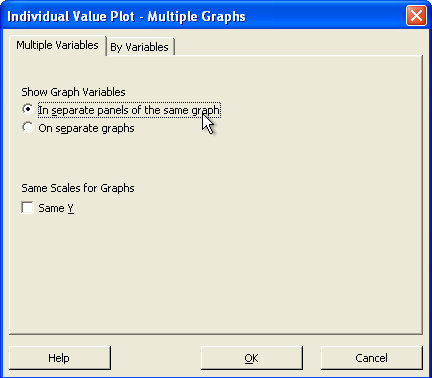 Individual Value Plot - Multiple Graphs
Multiple Variables By Variables
Show Graph Variables
In separate panels of the same graph
On separate graphs
Same Scales for Graphs
Same Y
Help OK Cancel